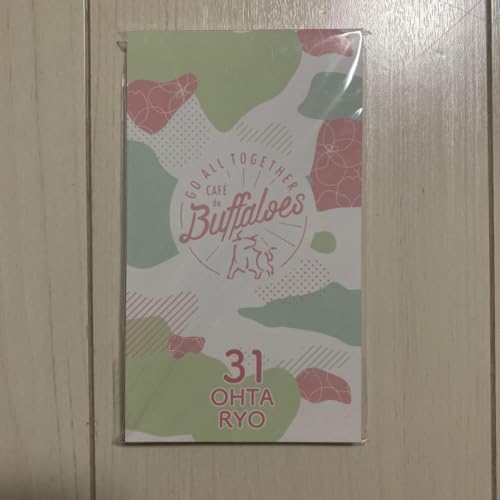 GO ALL TOGETHER
CAFÉ
de
Buffaloes
31
OHTA
RYO